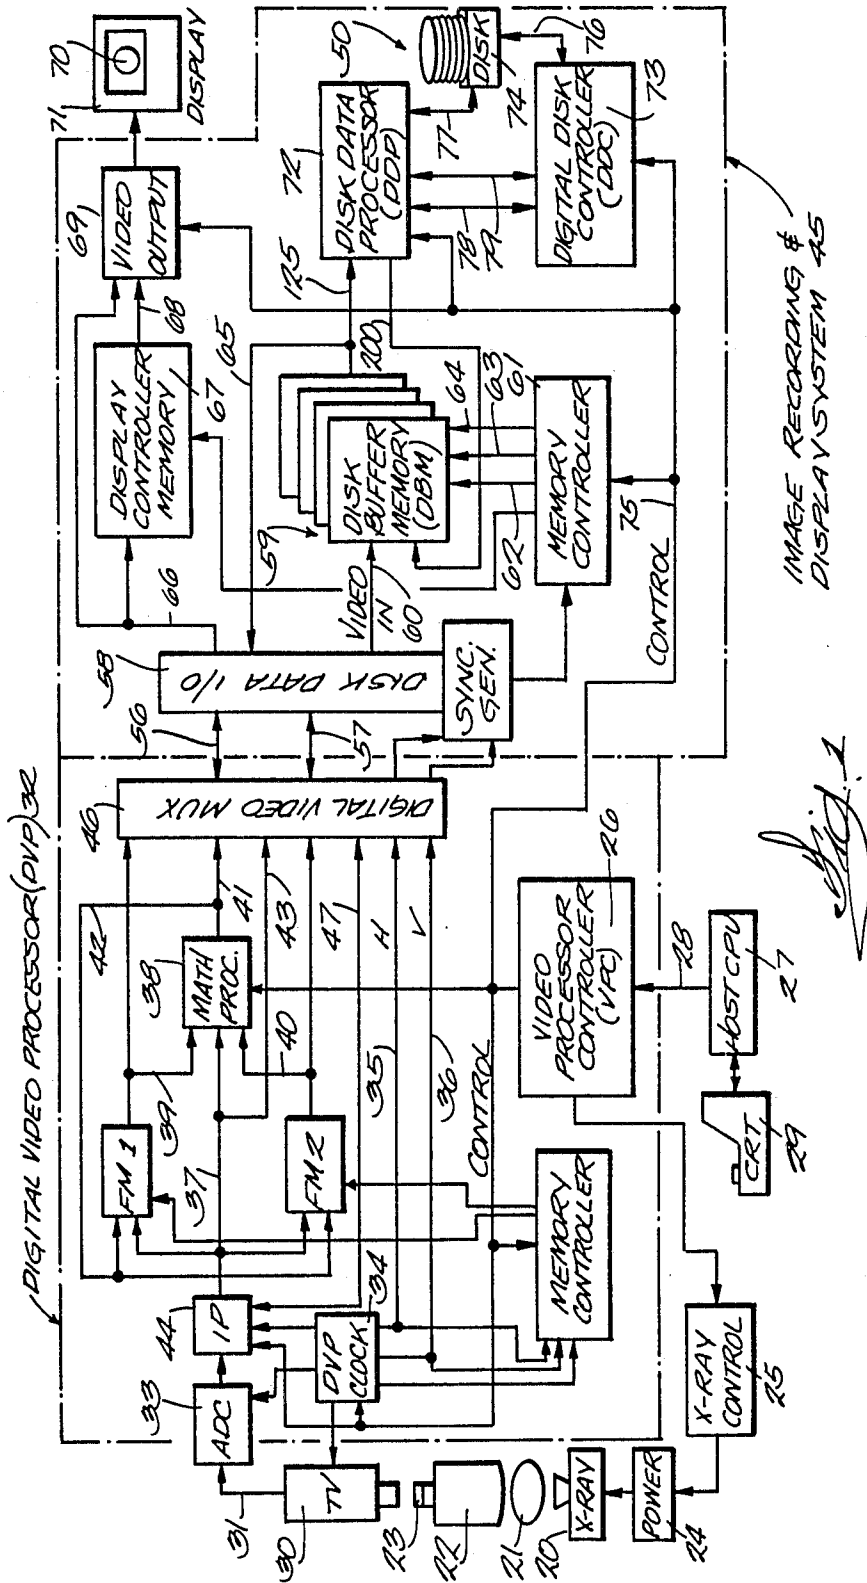 DIGITAL VIDEO PROCESSOR (DVP) 32
31
33
ADC
44
IP
37
FM 1
39
42
38
MATH
PROC.
41
43
40
FM 2
47
H
V
35
36
46
DIGITAL VIDEO MUX
30
TV
DVP
CLOCK
34
CONTROL
MEMORY
CONTROLLER
VIDEO
PROCESSOR
CONTROLLER
(VPC)
26
28
HOST CPU
27
CRT
29
23
22
21
20
X-RAY
POWER
24
X-RAY
CONTROL
25
56
57
58
DISK DATA I/O
SYNC.
GEN.
66
DISPLAY
CONTROLLER
MEMORY
67
68
69
VIDEO
OUTPUT
71
70
DISPLAY
65
59
VIDEO
IN
60
DISK
BUFFER
MEMORY
(DBM)
200
125
72
DISK DATA
PROCESSOR
(DDP)
50
DISK
74
76
77
78
79
DIGITAL DISK
CONTROLLER
(DDC)
73
62
63
64
61
MEMORY
CONTROLLER
75
CONTROL
IMAGE RECORDING &
DISPLAY SYSTEM 45
Fig. 1